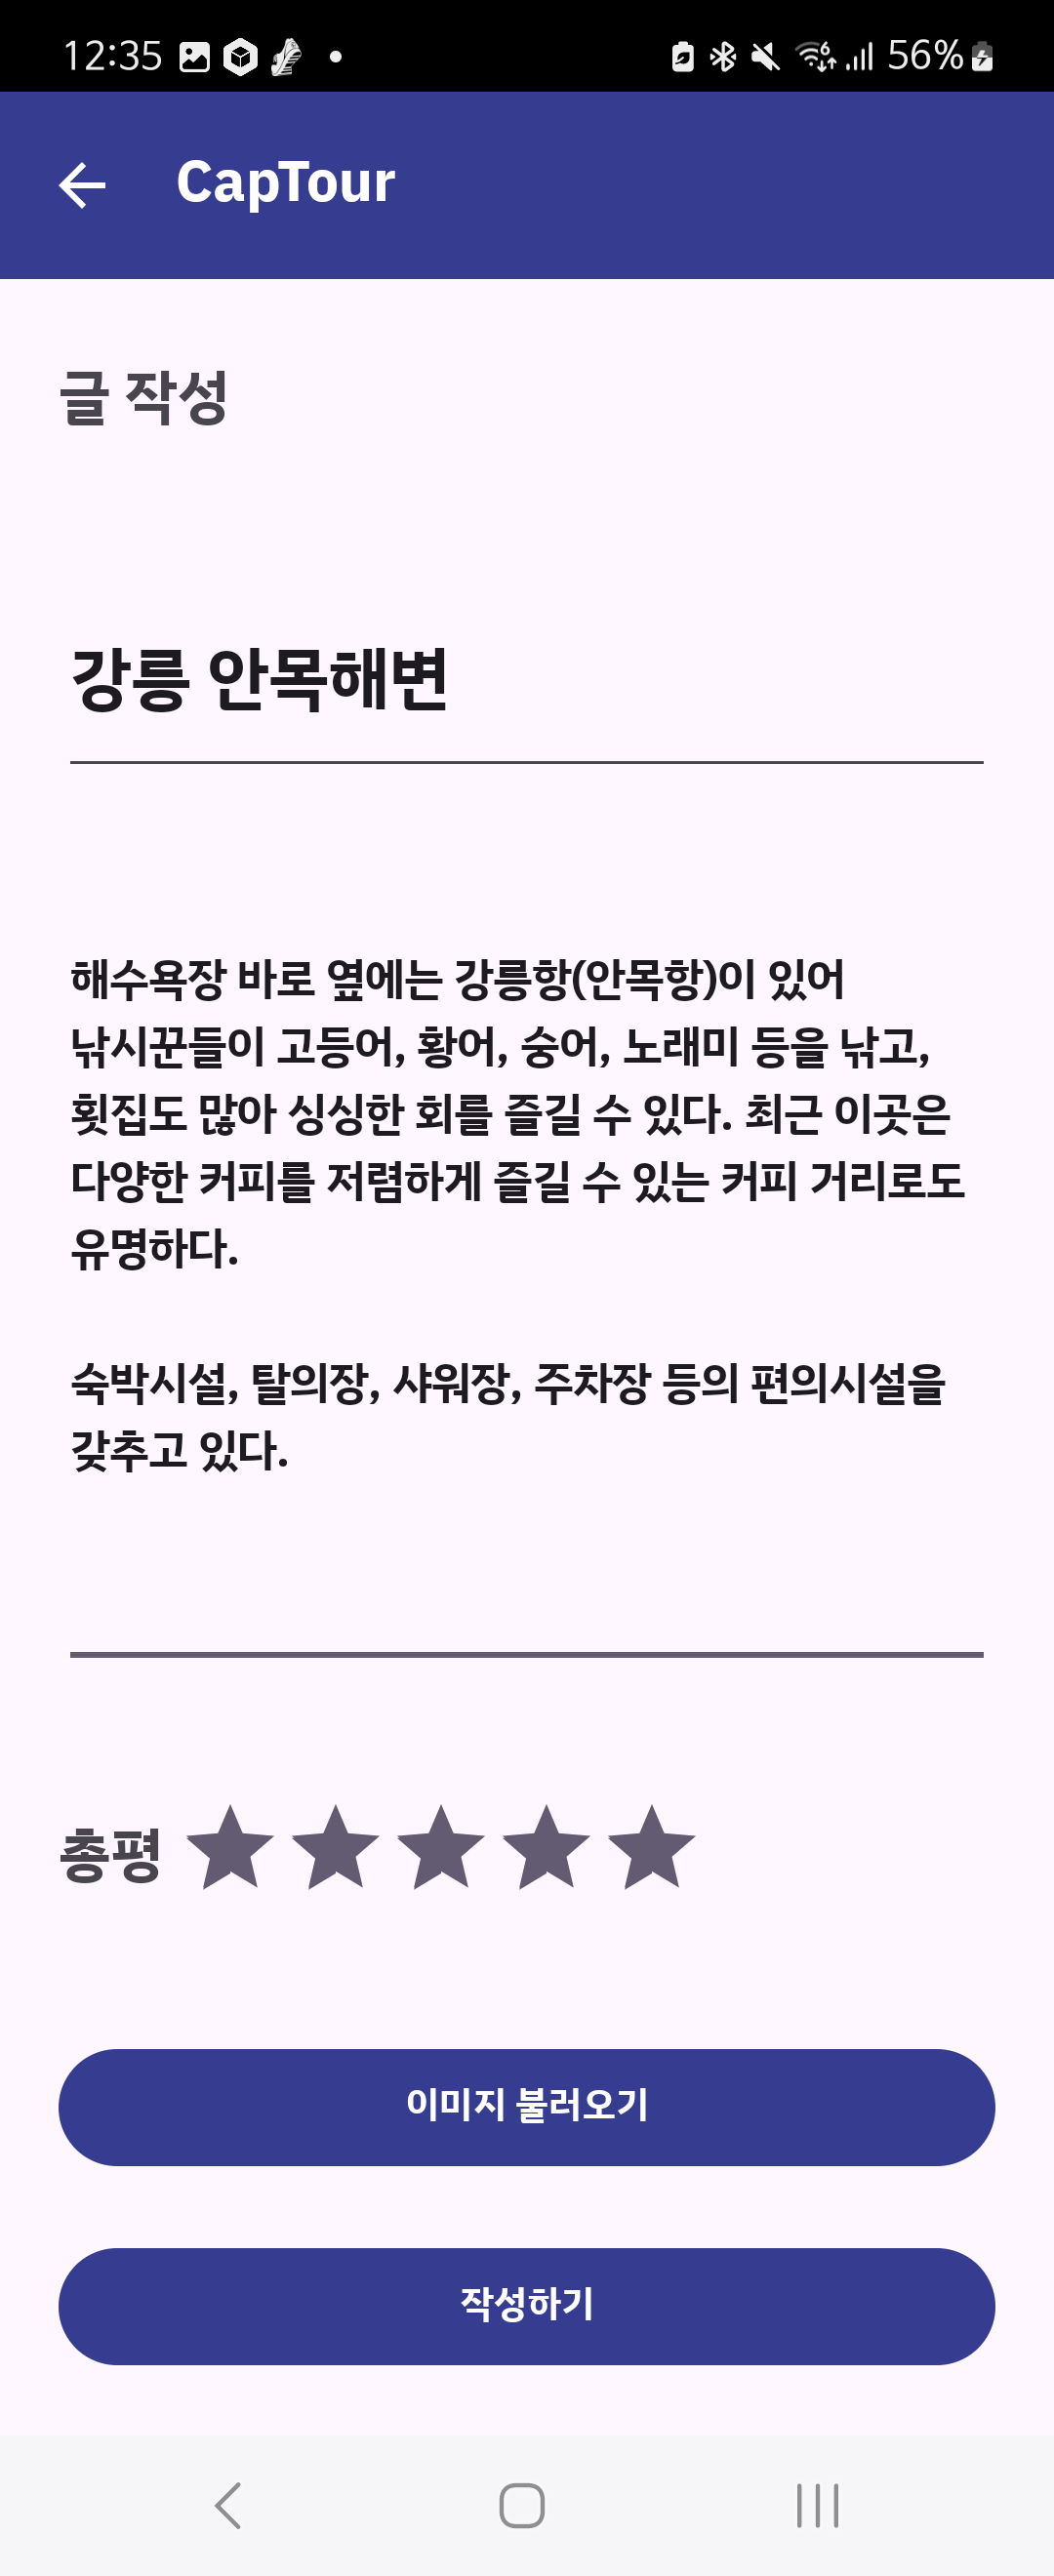 12:35
6
56%
CapTour
글 작성
강릉 안목해변
해수욕장 바로 옆에는 강릉항(안목항)이 있어
낚시꾼들이 고등어, 황어, 숭어, 노래미 등을 낚고,
횟집도 많아 싱싱한 회를 즐길 수 있다. 최근 이곳은
다양한 커피를 저렴하게 즐길 수 있는 커피 거리로도
유명하다.
숙박시설, 탈의장, 샤워장, 주차장 등의 편의시설을
갖추고 있다.
총평
이미지 불러오기
작성하기